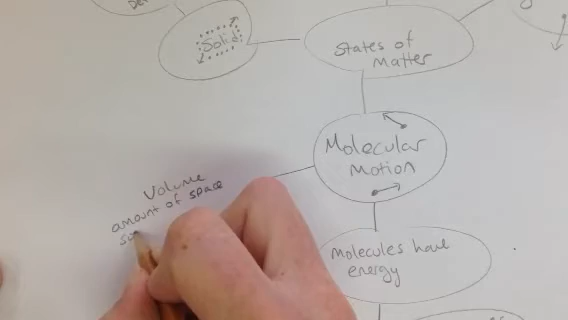 Solid
States of
Matter
Molecular
Motion
Volume
amount of space
Molecules have
energy